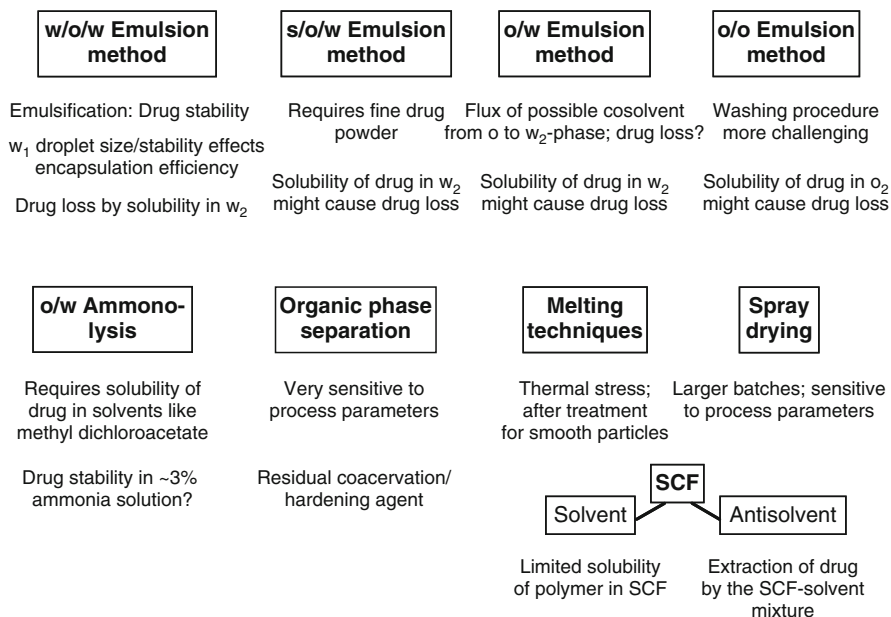 w/o/w Emulsion
method
s/o/w Emulsion
method
o/w Emulsion
method
o/o Emulsion
method
Emulsification: Drug stability
w₁ droplet size/stability effects
encapsulation efficiency
Drug loss by solubility in w₂
Requires fine drug
powder
Solubility of drug in w₂
might cause drug loss
Flux of possible cosolvent
from o to w₂-phase; drug loss?
Solubility of drug in w₂
might cause drug loss
Washing procedure
more challenging
Solubility of drug in o₂
might cause drug loss
o/w Ammono-
lysis
Organic phase
separation
Melting
techniques
Spray
drying
Requires solubility of
drug in solvents like
methyl dichloroacetate
Drug stability in ~3%
ammonia solution?
Very sensitive to
process parameters
Residual coacervation/
hardening agent
Thermal stress;
after treatment
for smooth particles
Larger batches; sensitive
to process parameters
SCF
Solvent
Antisolvent
Limited solubility
of polymer in SCF
Extraction of drug
by the SCF-solvent
mixture